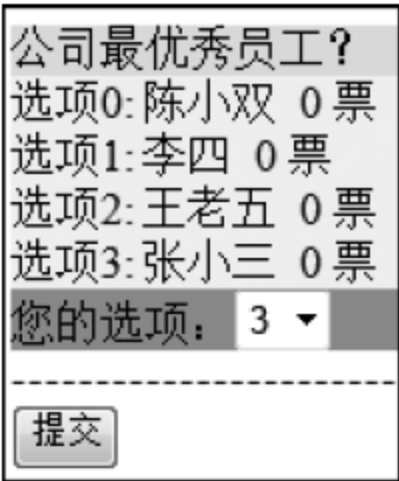 公司最优秀员工?
选项0:陈小双 0票
选项1:李四 0票
选项2:王老五 0票
选项3:张小三 0票
您的选项: 3
提交